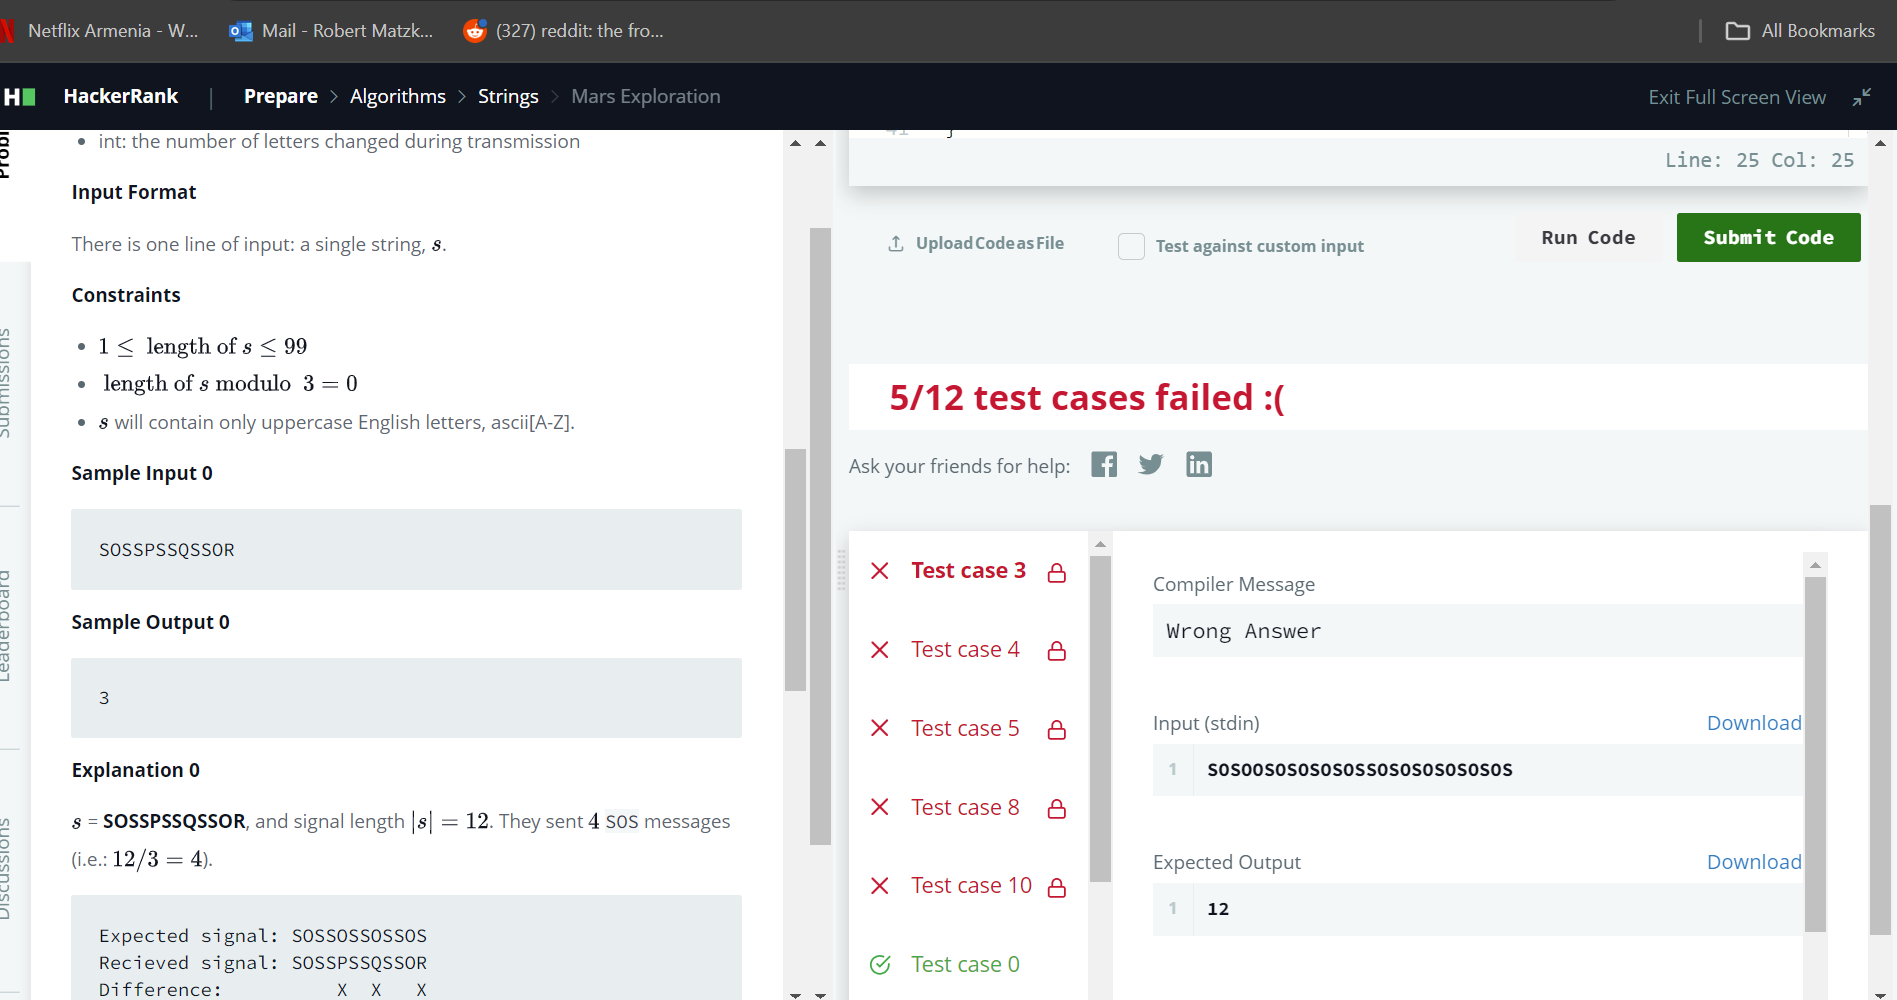 Netflix Armenia - W...
Mail - Robert Matzk...
(327) reddit: the fro...
All Bookmarks
HackerRank
Prepare > Algorithms > Strings > Mars Exploration
Exit Full Screen View
Submissions
Leaderboard
Discussions
int: the number of letters changed during transmission
Input Format
There is one line of input: a single string, s.
Constraints
1 ≤ length of s ≤ 99
length of s modulo 3 = 0
s will contain only uppercase English letters, ascii[A-Z].
Sample Input 0
SOSSPSSQSSOR
Sample Output 0
3
Explanation 0
s = SOSSPSSQSSOR, and signal length |s| = 12. They sent 4 SOS messages
(i.e.: 12/3 = 4).
Expected signal: SOSSOSSOSSOS
Recieved signal: SOSSPSSQSSOR
Difference: X X X
41 }
Line: 25 Col: 25
Upload Code as File
Test against custom input
Run Code
Submit Code
5/12 test cases failed :(
Ask your friends for help:
Test case 3
Test case 4
Test case 5
Test case 8
Test case 10
Test case 0
Compiler Message
Wrong Answer
Input (stdin)
Download
1 SOSOOSOSOSOSOSSOSOSOSOSOSOS
Expected Output
Download
1 12